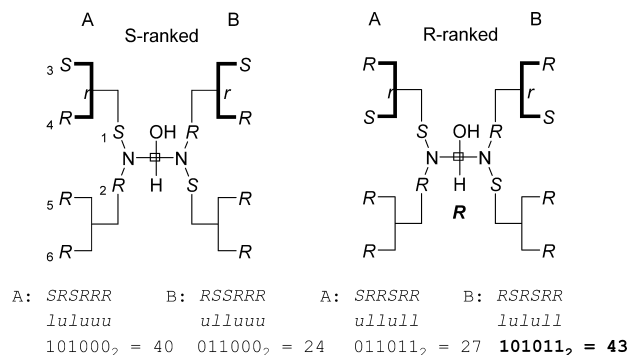 A B A B
S-ranked R-ranked
3 S S R R
r r r r
4 R R S S
1 S OH R S OH R
N N N N
2 R H S R H S
5 R R R R
R
6 R R R R
A: SRSRRR B: RSSRRR A: SRRSRR B: RSRSRR
luluuu ulluuu ullull lulull
101000₂ = 40 011000₂ = 24 011011₂ = 27 101011₂ = 43